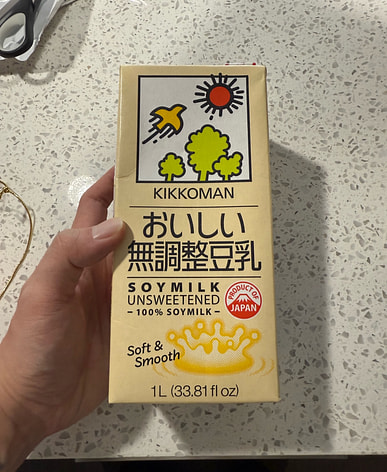 KIKKOMAN
おいしい
無調整豆乳
SOYMILK
UNSWEETENED
- 100% SOYMILK -
PRODUCT OF
JAPAN
Soft &
Smooth
1L (33.81 fl oz)